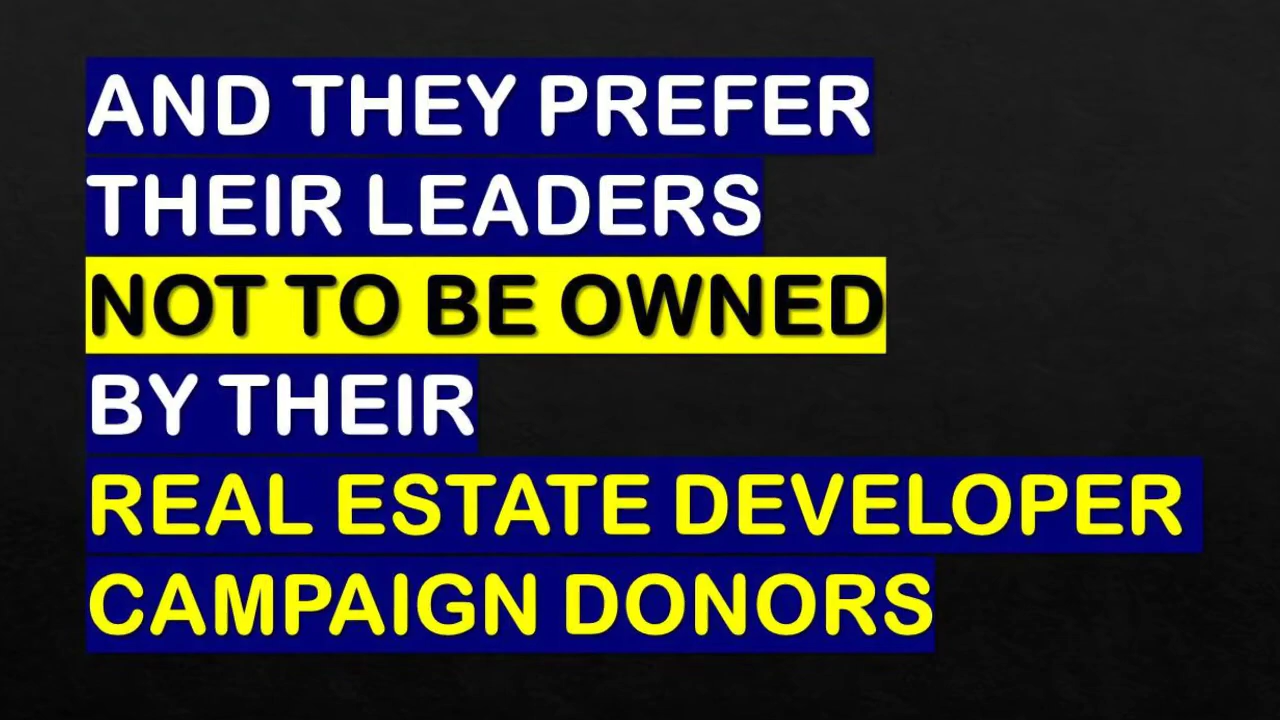 AND THEY PREFER
THEIR LEADERS
NOT TO BE OWNED
BY THEIR
REAL ESTATE DEVELOPER
CAMPAIGN DONORS